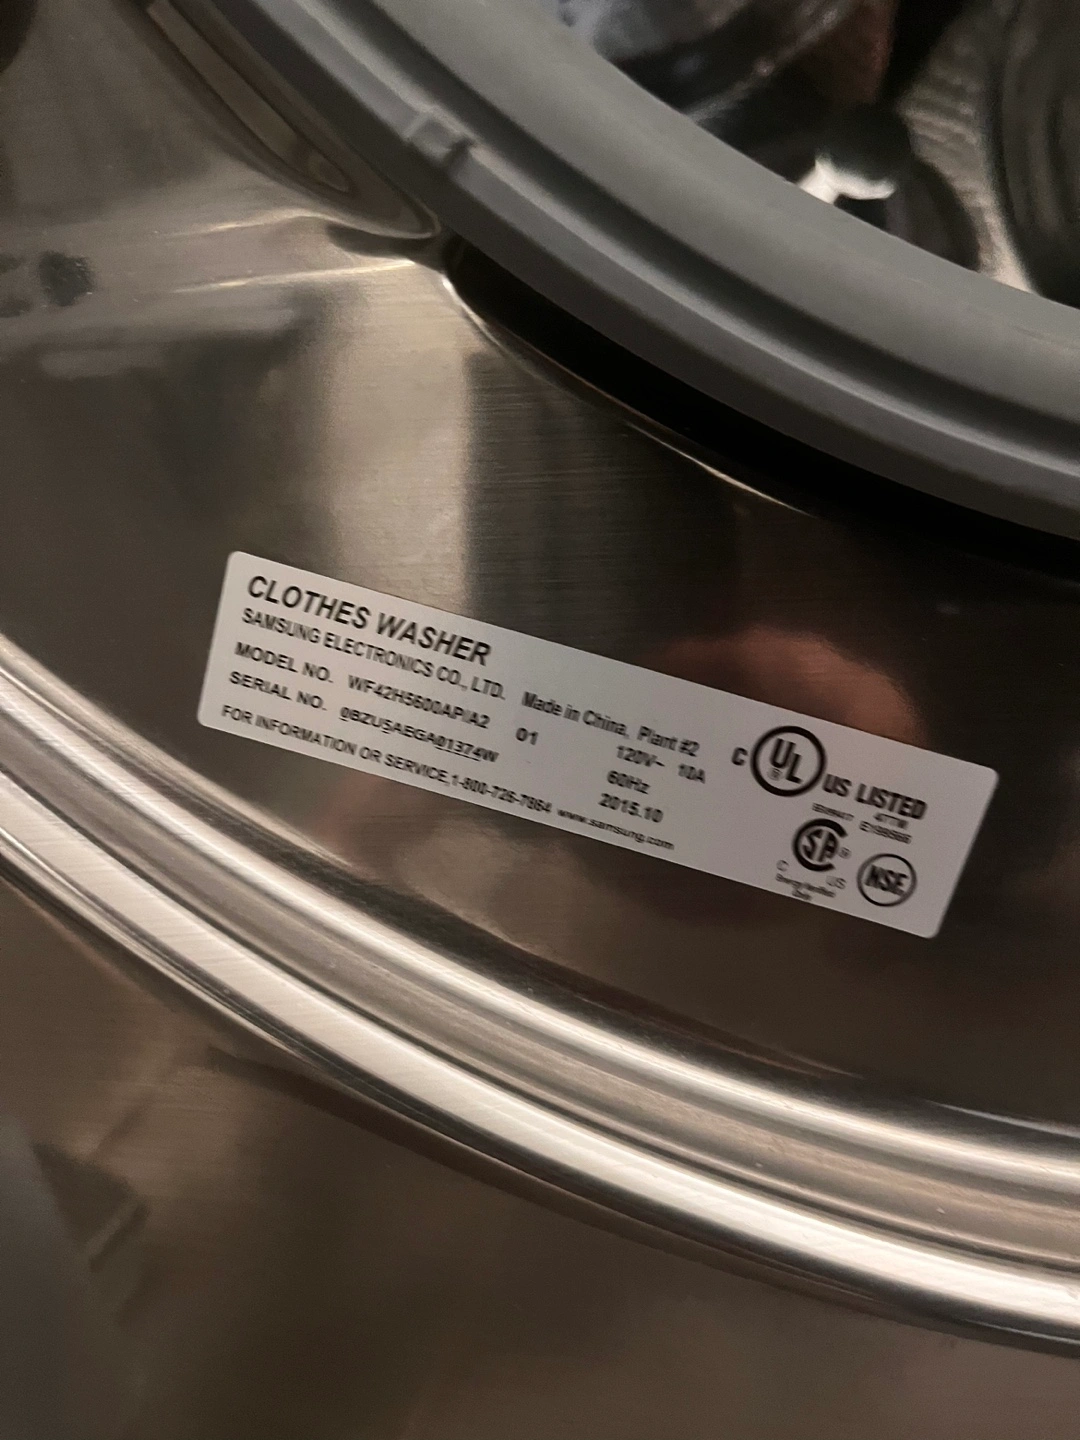 CLOTHES WASHER
SAMSUNG ELECTRONICS CO., LTD. Made in China, Plant #2
MODEL NO. WF42H5600AP/A2 01 120V~ 10A
SERIAL NO. 0BZU5AEGA01374W 60Hz
2015.10
FOR INFORMATION OR SERVICE,1-800-726-7864 www.samsung.com
C UL ® US LISTED
SA ®
C US
NSF